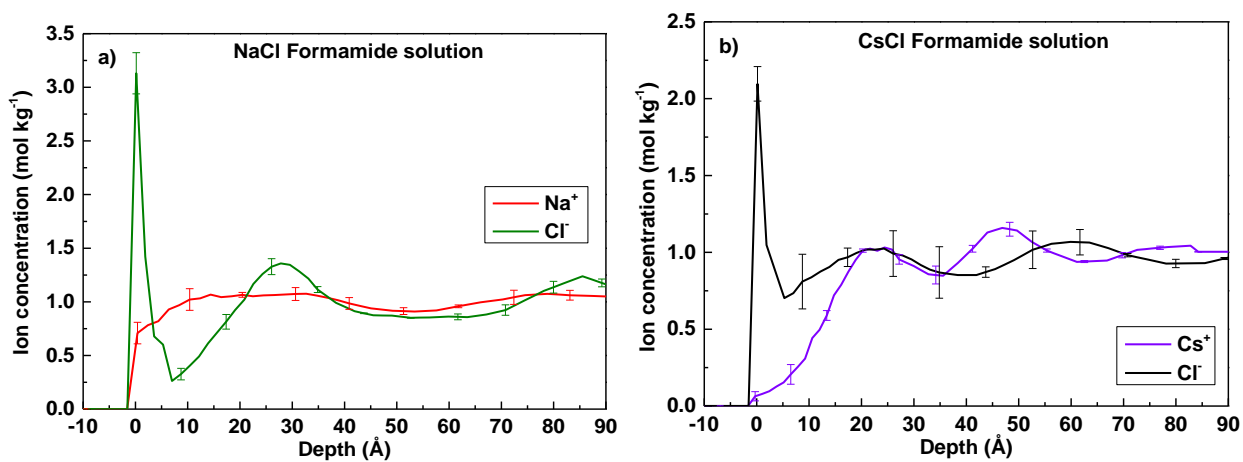 a)
NaCl Formamide solution
Ion concentration (mol kg⁻¹)
3.5
3.0
2.5
2.0
1.5
1.0
0.5
0.0
Na⁺
Cl⁻
-10 0 10 20 30 40 50 60 70 80 90
Depth (Å)
b)
CsCl Formamide solution
Ion concentration (mol kg⁻¹)
2.5
2.0
1.5
1.0
0.5
0.0
Cs⁺
Cl⁻
-10 0 10 20 30 40 50 60 70 80 90
Depth (Å)